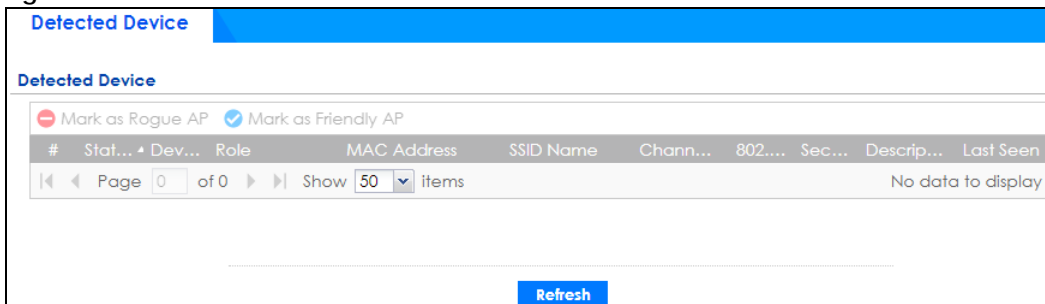 Detected Device
Detected Device
Mark as Rogue AP Mark as Friendly AP
# Stat... Dev... Role MAC Address SSID Name Chann... 802.... Sec... Descrip... Last Seen
Page 0 of 0 Show 50 items No data to display
Refresh